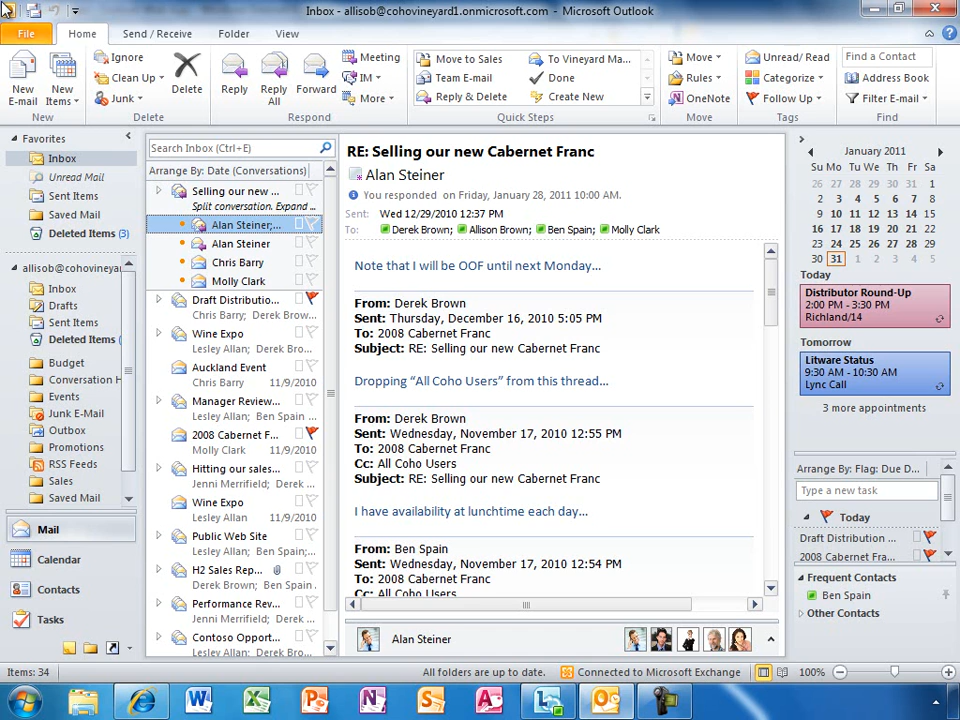 Inbox - allisob@cohovineyard1.onmicrosoft.com - Microsoft Outlook
File Home Send / Receive Folder View
New E-mail
New Items
New
Ignore
Clean Up
Junk
Delete
Delete
Reply
Reply All
Forward
Meeting
IM
More
Respond
Move to Sales
Team E-mail
Reply & Delete
To Vineyard Ma...
Done
Create New
Quick Steps
Move
Rules
OneNote
Move
Unread/ Read
Categorize
Follow Up
Tags
Find a Contact
Address Book
Filter E-mail
Find
Favorites
Inbox
Unread Mail
Sent Items
Saved Mail
Deleted Items (3)
allisob@cohovineya
Inbox
Drafts
Sent Items
Deleted Items (
Budget
Conversation H
Events
Junk E-Mail
Outbox
Promotions
RSS Feeds
Sales
Saved Mail
Mail
Calendar
Contacts
Tasks
Search Inbox (Ctrl+E)
Arrange By: Date (Conversations)
Selling our new ...
Split conversation. Expand ...
Alan Steiner;...
Alan Steiner
Chris Barry
Molly Clark
Draft Distributio...
Chris Barry; Derek Brow...
Wine Expo
Lesley Allan; Derek Bro...
Auckland Event
Chris Barry 11/9/2010
Manager Review...
Lesley Allan; Ben Spain ...
2008 Cabernet F...
Molly Clark 11/9/2010
Hitting our sales...
Jenni Merrifield; Derek...
Wine Expo
Lesley Allan 11/9/2010
Public Web Site
Lesley Allan; Ben Spain;...
H2 Sales Rep...
Derek Brown; Ben Spain...
Performance Rev...
Jenni Merrifield; Derek ...
Contoso Opport...
Lesley Allan; Ben Spain...
RE: Selling our new Cabernet Franc
Alan Steiner
You responded on Friday, January 28, 2011 10:00 AM.
Sent: Wed 12/29/2010 12:37 PM
To: Derek Brown; Allison Brown; Ben Spain; Molly Clark
Note that I will be OOF until next Monday...
From: Derek Brown
Sent: Thursday, December 16, 2010 5:05 PM
To: 2008 Cabernet Franc
Subject: RE: Selling our new Cabernet Franc
Dropping “All Coho Users” from this thread...
From: Derek Brown
Sent: Wednesday, November 17, 2010 12:55 PM
To: 2008 Cabernet Franc
Cc: All Coho Users
Subject: RE: Selling our new Cabernet Franc
I have availability at lunchtime each day...
From: Ben Spain
Sent: Wednesday, November 17, 2010 12:54 PM
To: 2008 Cabernet Franc
Cc: All Coho Users
Alan Steiner
January 2011
Su Mo Tu We Th Fr Sa
26 27 28 29 30 31 1
2 3 4 5 6 7 8
9 10 11 12 13 14 15
16 17 18 19 20 21 22
23 24 25 26 27 28 29
30 31 1 2 3 4 5
Today
Distributor Round-Up
2:00 PM - 3:30 PM
Richland/14
Tomorrow
Litware Status
9:30 AM - 10:30 AM
Lync Call
3 more appointments
Arrange By: Flag: Due D...
Type a new task
Today
Draft Distribution ...
2008 Cabernet Fra...
Frequent Contacts
Ben Spain
Other Contacts
Items: 34 All folders are up to date. Connected to Microsoft Exchange 100%